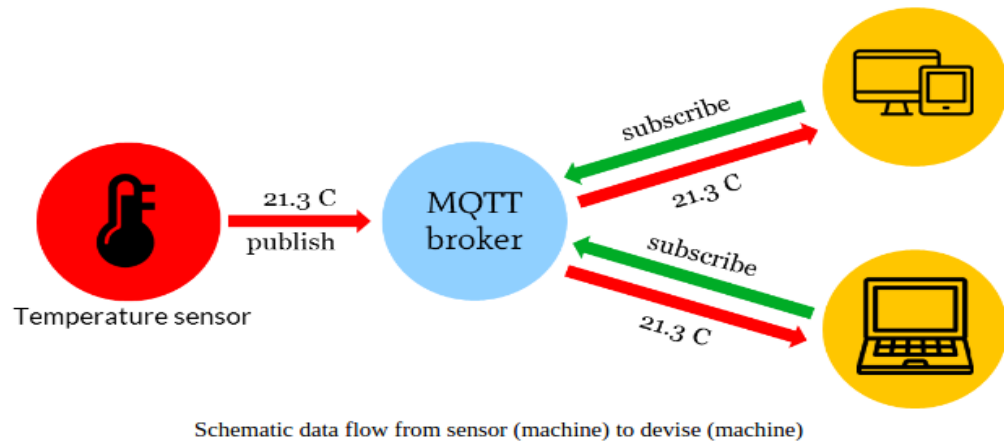 subscribe
21.3 C
21.3 C
publish
MQTT
broker
subscribe
21.3 C
Temperature sensor
Schematic data flow from sensor (machine) to devise (machine)